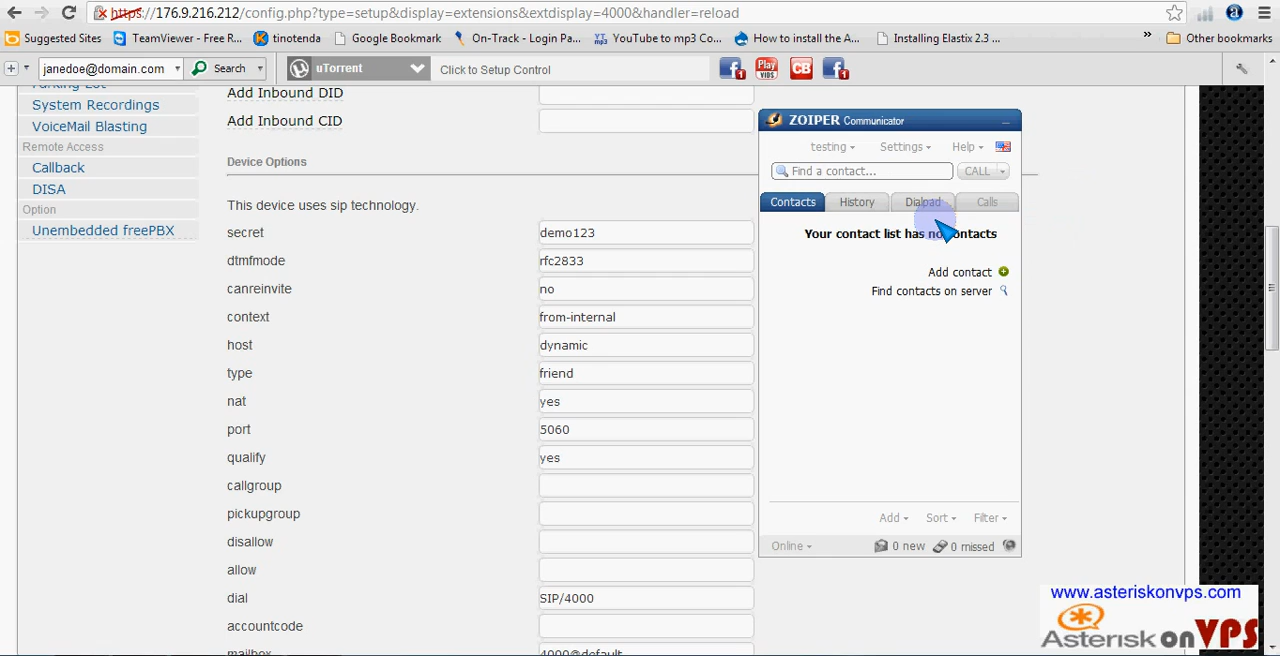 https://176.9.216.212/config.php?type=setup&display=extensions&extdisplay=4000&handler=reload
Suggested Sites TeamViewer - Free R... tinotenda Google Bookmark On-Track - Login Pa... YouTube to mp3 Co... How to install the A... Installing Elastix 2.3 ... » Other bookmarks
janedoe@domain.com Search uTorrent Click to Setup Control
Parking Lot
System Recordings
VoiceMail Blasting
Remote Access
Callback
DISA
Option
Unembedded freePBX
Add Inbound DID
Add Inbound CID
Device Options
This device uses sip technology.
secret demo123
dtmfmode rfc2833
canreinvite no
context from-internal
host dynamic
type friend
nat yes
port 5060
qualify yes
callgroup
pickupgroup
disallow
allow
dial SIP/4000
accountcode
mailbox 4000@default
ZOIPER Communicator
testing Settings Help
Find a contact... CALL
Contacts History Dialpad Calls
Your contact list has no contacts
Add contact
Find contacts on server
Add Sort Filter
Online 0 new 0 missed
www.asteriskonvps.com
Asterisk on VPS